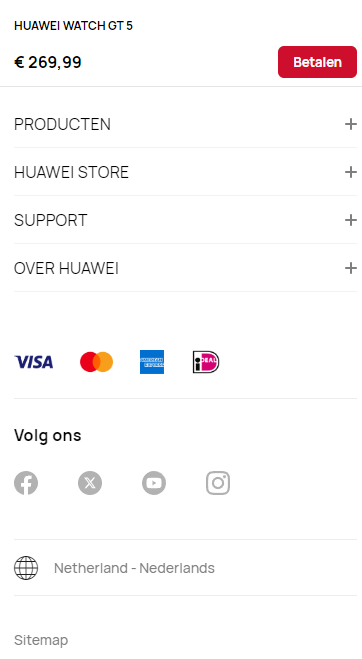 HUAWEI WATCH GT 5
€ 269,99
Betalen
PRODUCTEN
HUAWEI STORE
SUPPORT
OVER HUAWEI
VISA
AMERICAN EXPRESS
iDEAL
Volg ons
Netherland - Nederlands
Sitemap